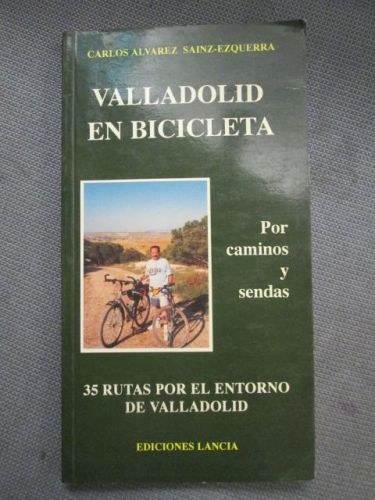 CARLOS ALVAREZ SAINZ-EZQUERRA
VALLADOLID
EN BICICLETA
Por
caminos
y
sendas
35 RUTAS POR EL ENTORNO
DE VALLADOLID
EDICIONES LANCIA